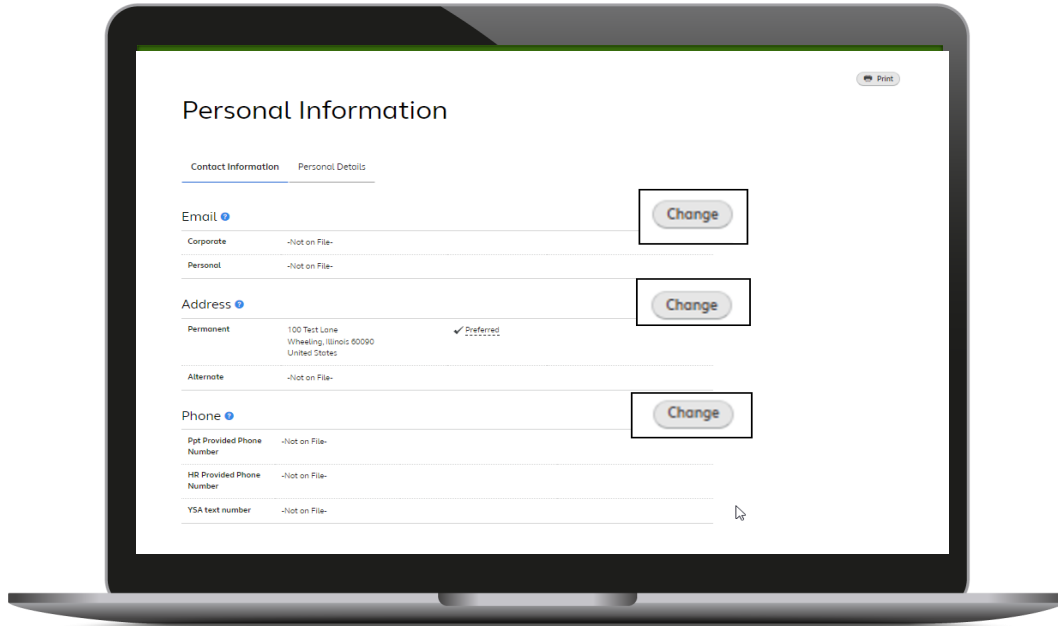 Print
Personal Information
Contact Information Personal Details
Email
Change
Corporate -Not on File-
Personal -Not on File-
Address
Change
Permanent 100 Test Lane Preferred
Wheeling, Illinois 60090
United States
Alternate -Not on File-
Phone
Change
Ppt Provided Phone -Not on File-
Number
HR Provided Phone -Not on File-
Number
YSA text number -Not on File-